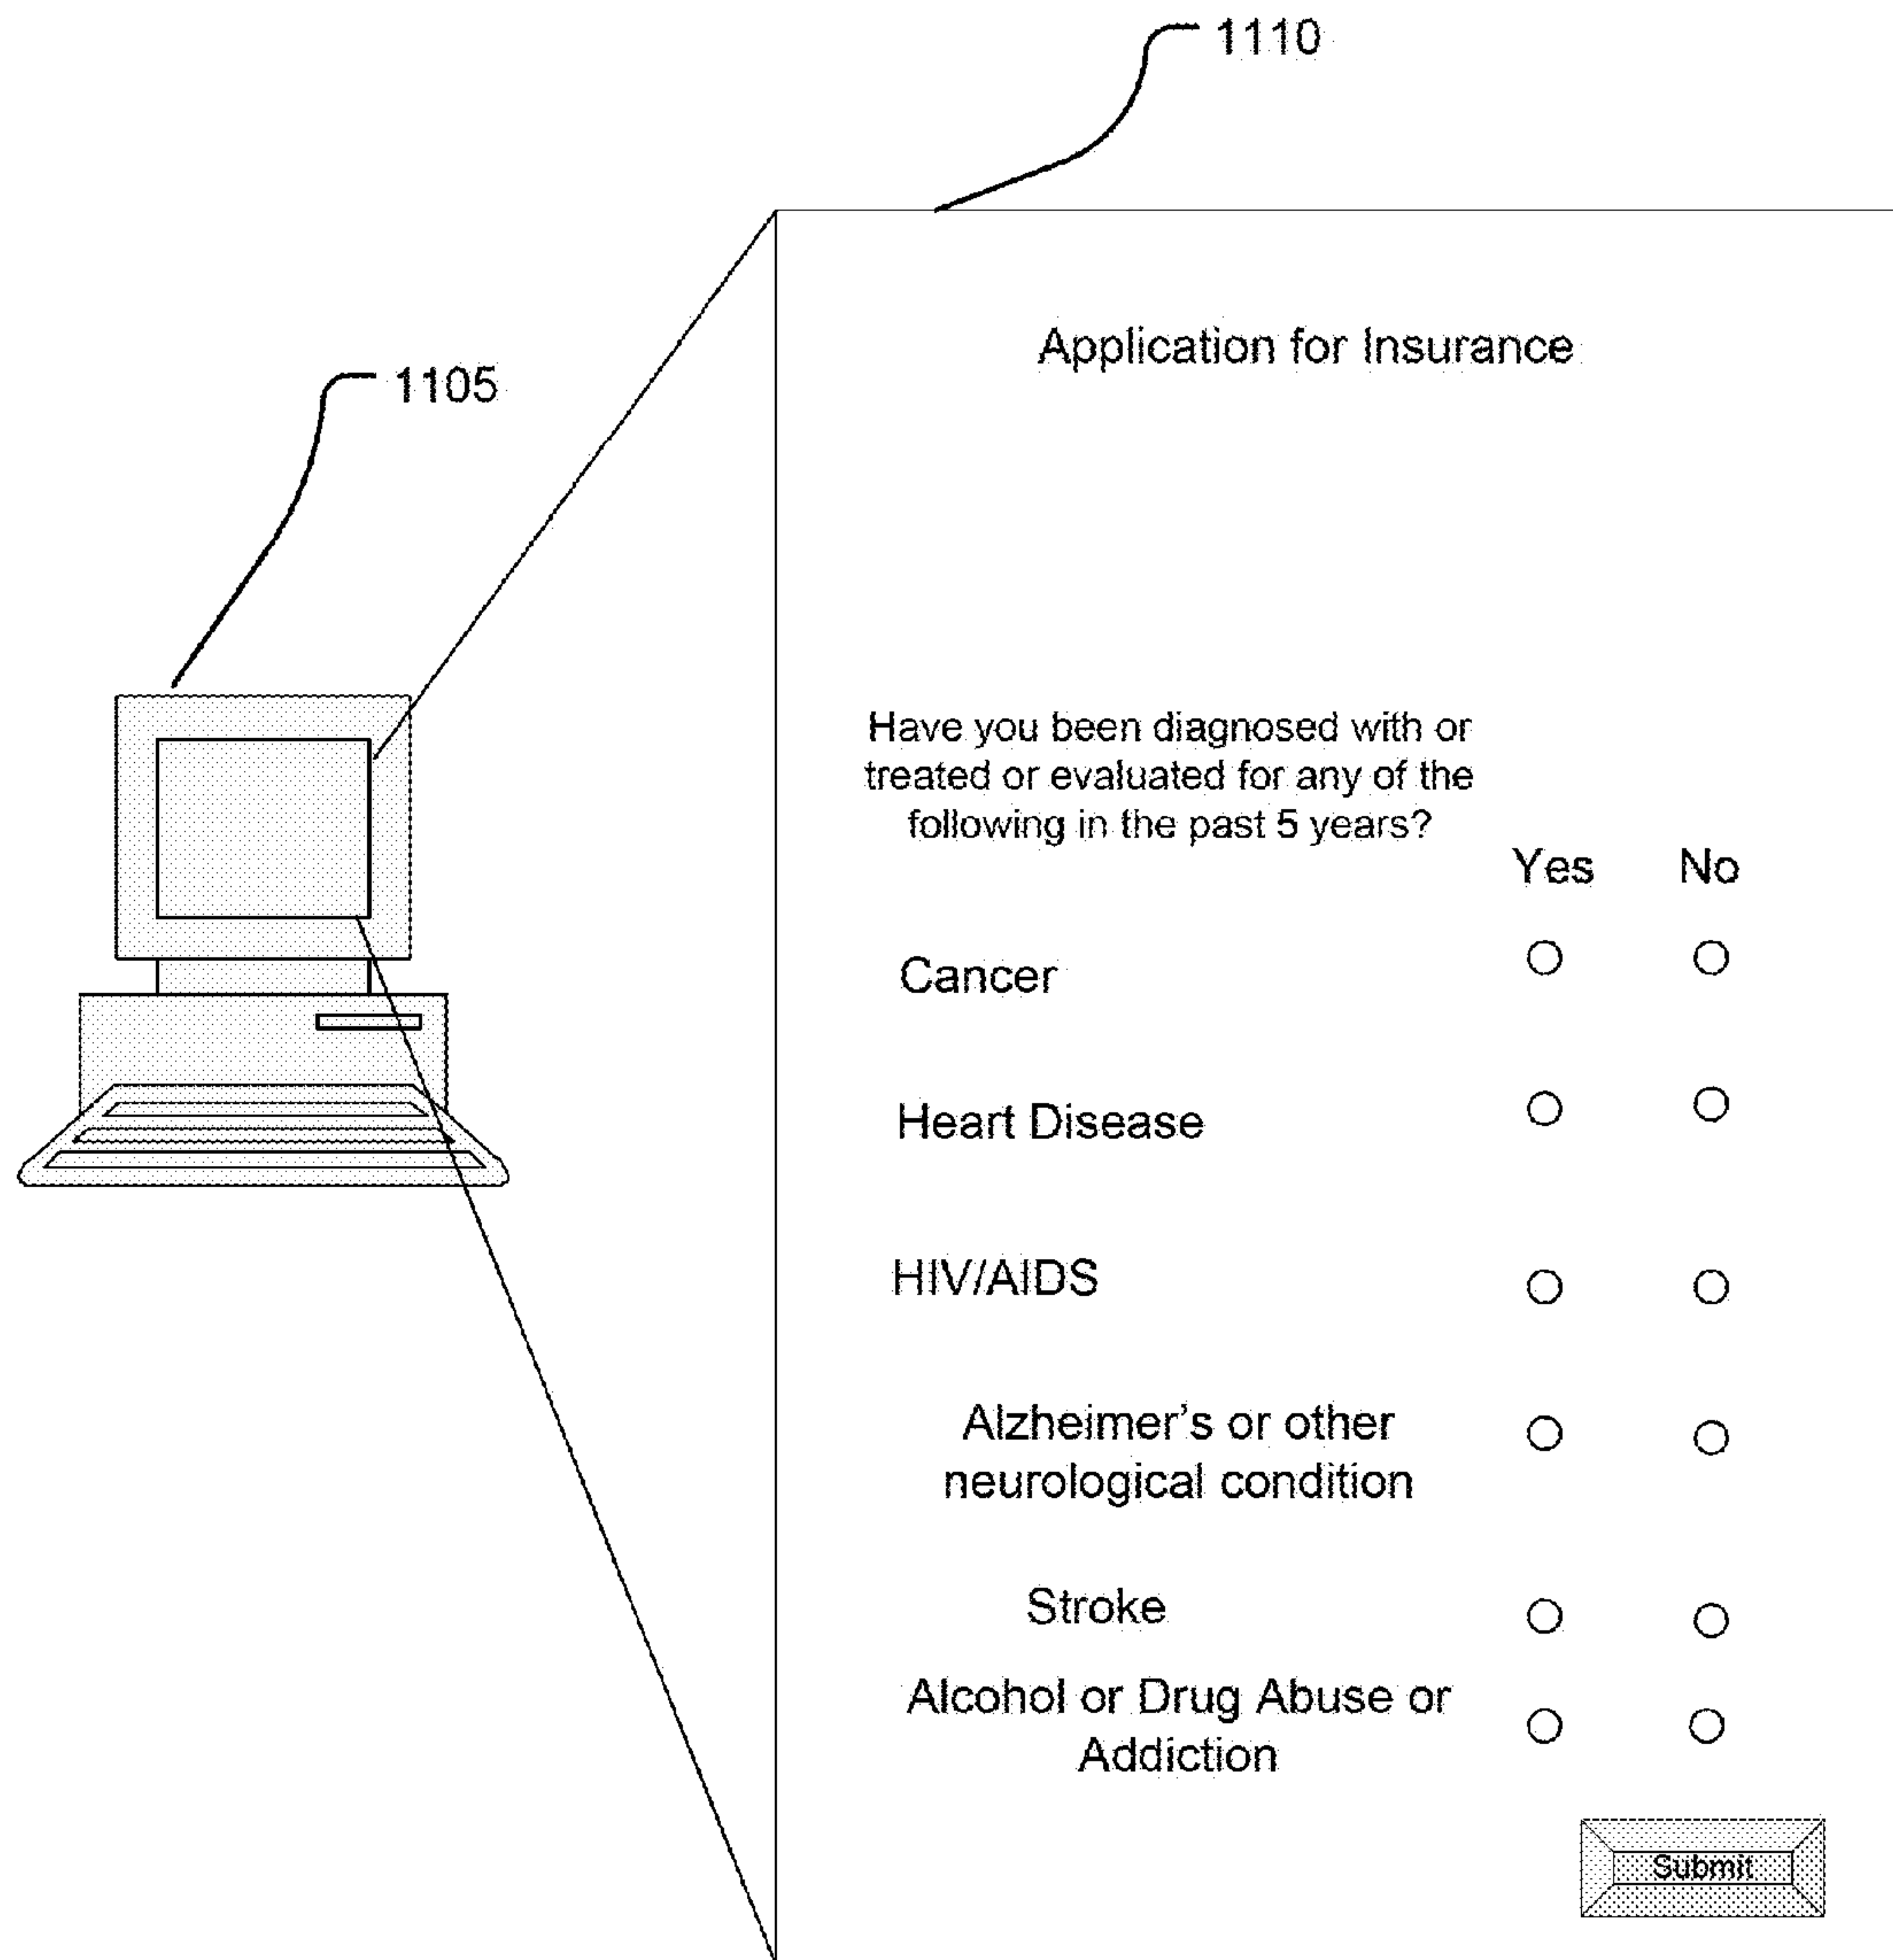 1110
Application for Insurance
1105
Have you been diagnosed with or
treated or evaluated for any of the
following in the past 5 years?
Yes No
Cancer
Heart Disease
HIV/AIDS
Alzheimer's or other
neurological condition
Stroke
Alcohol or Drug Abuse or
Addiction
Submit